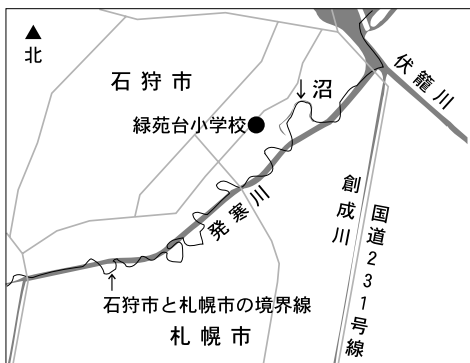 ▲
北
石狩市
沼
伏籠川
緑苑台小学校
発寒川
創成川
国道231号線
石狩市と札幌市の境界線
札幌市